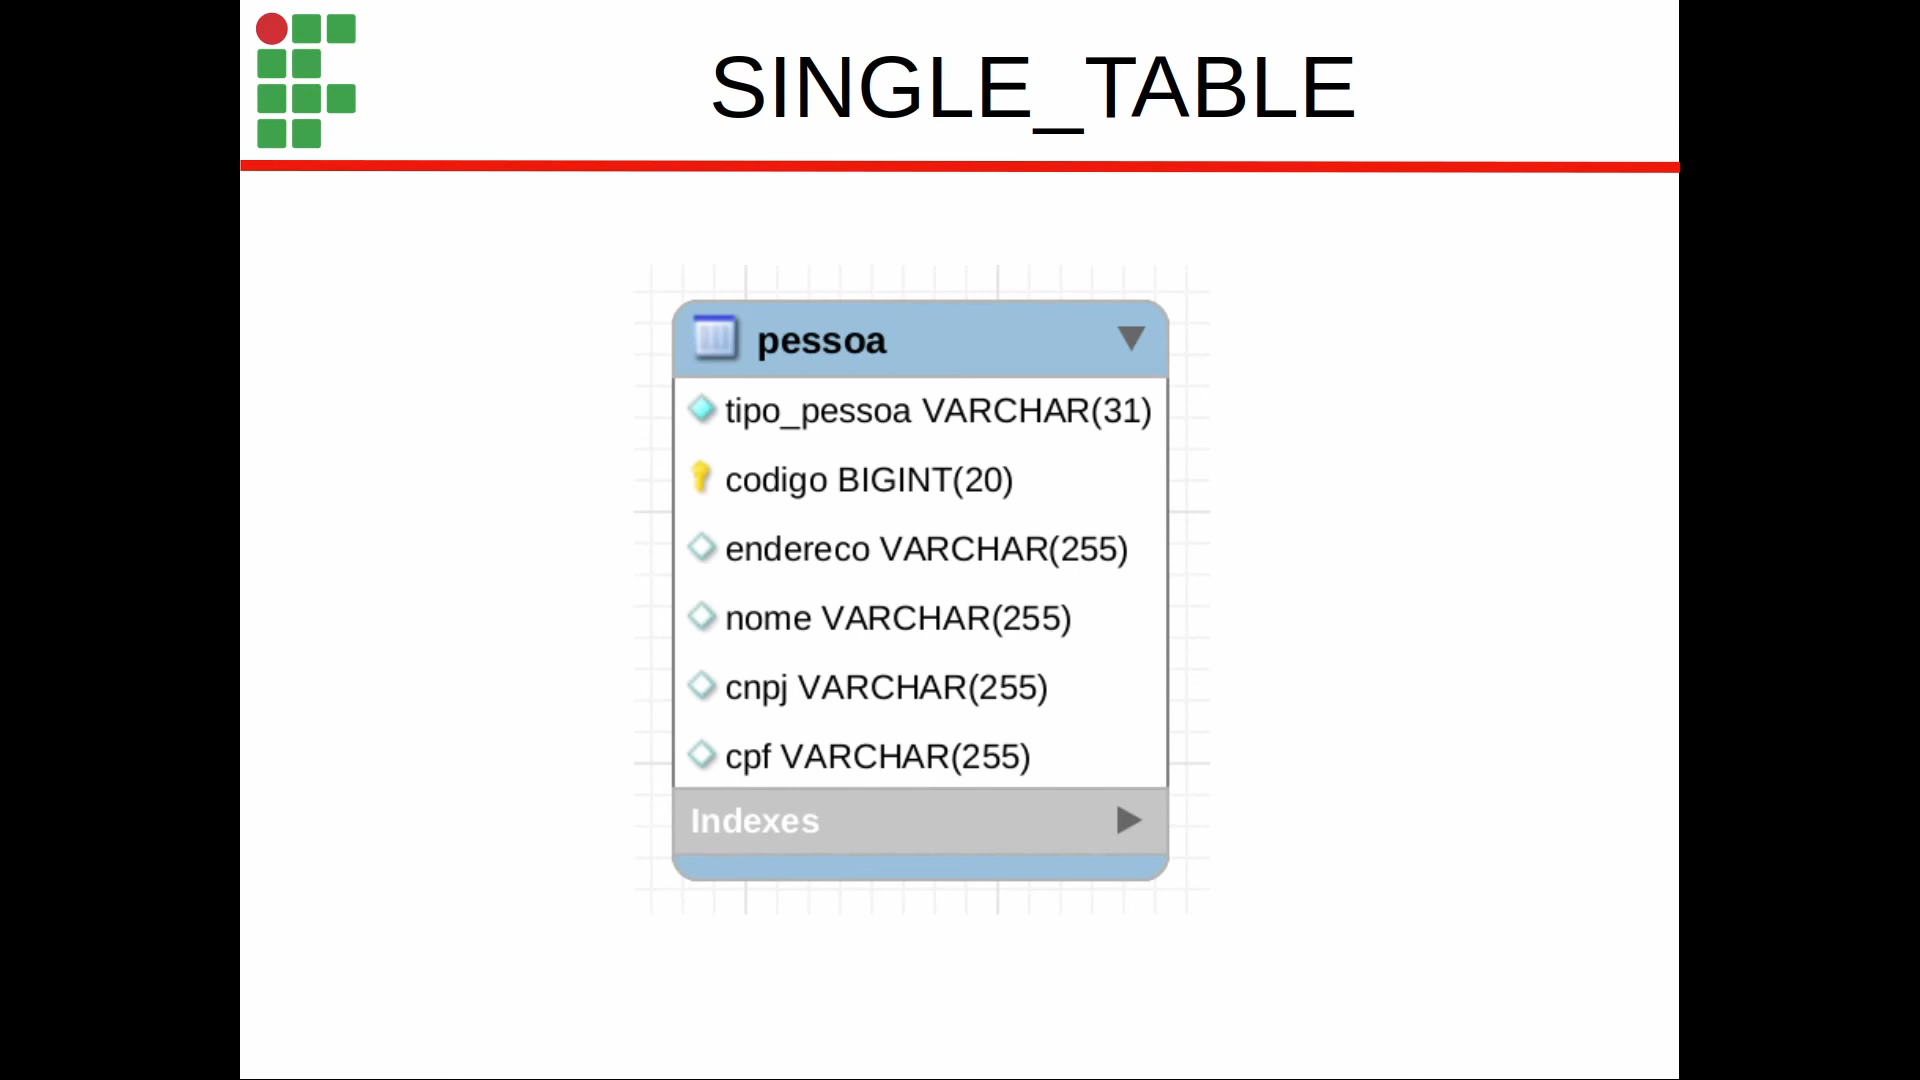 SINGLE_TABLE
pessoa
tipo_pessoa VARCHAR(31)
codigo BIGINT(20)
endereco VARCHAR(255)
nome VARCHAR(255)
cnpj VARCHAR(255)
cpf VARCHAR(255)
Indexes